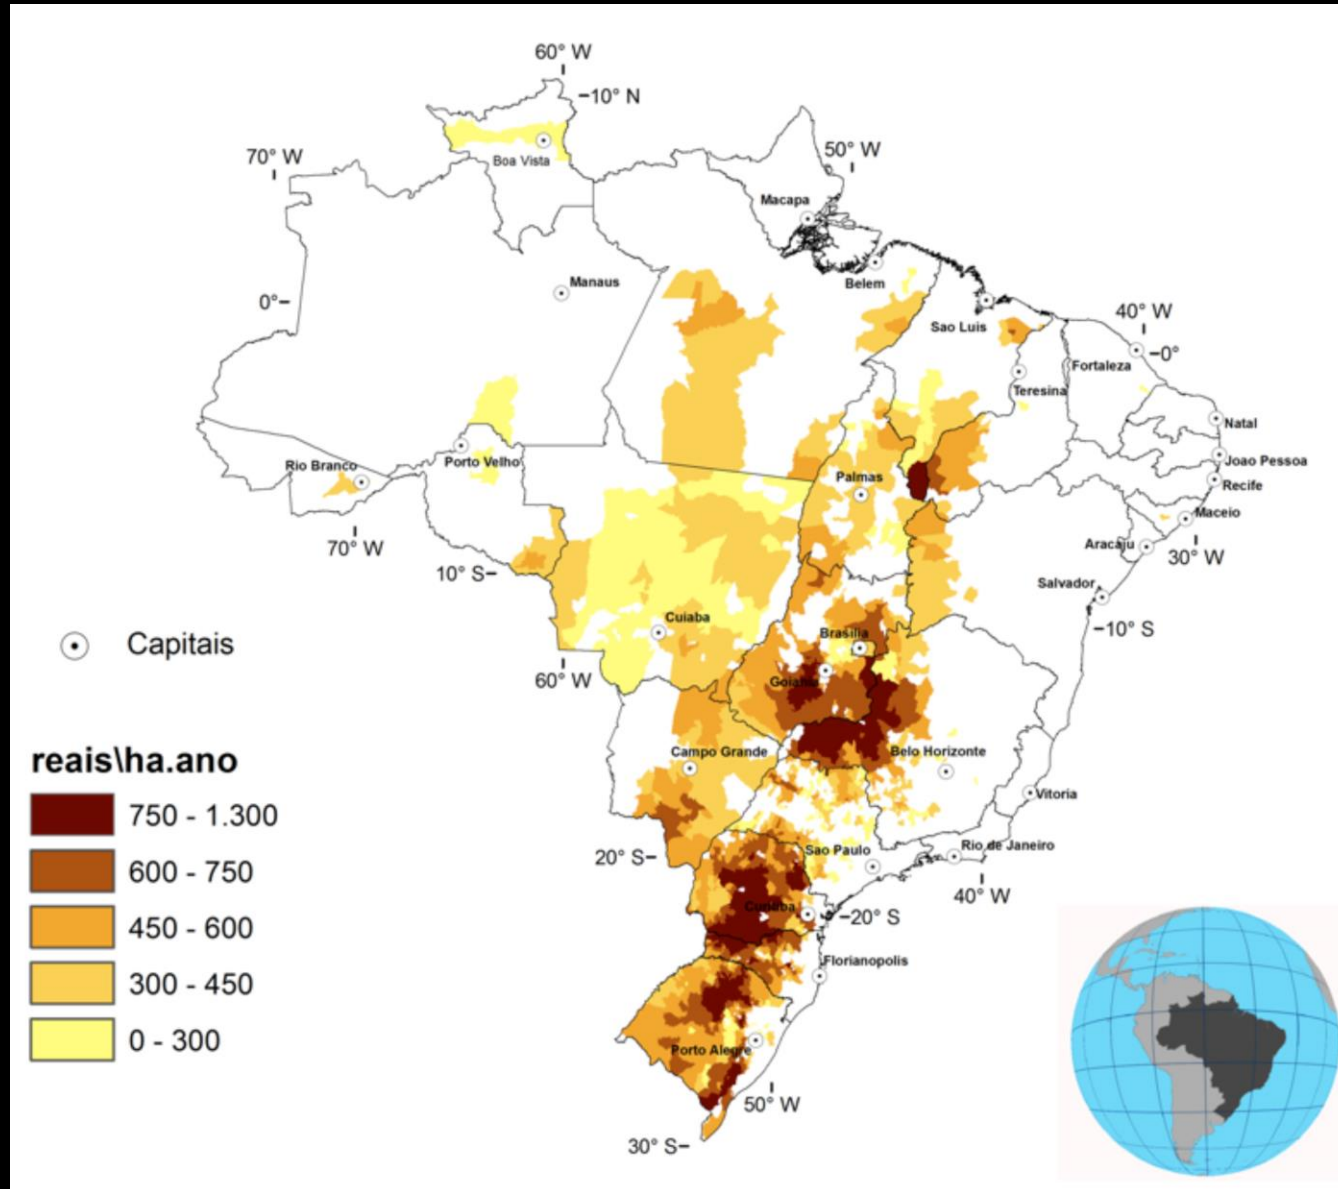 60° W
10° N
70° W
50° W
Boa Vista
Macapa
Manaus
Belem
0°
Sao Luis
40° W
0°
Fortaleza
Teresina
Natal
Rio Branco
Porto Velho
Joao Pessoa
Palmas
Recife
Maceio
70° W
Aracaju
30° W
10° S
Salvador
Cuiaba
10° S
Capitais
Brasilia
60° W
Goiania
reais\ha.ano
Campo Grande
Belo Horizonte
Vitoria
750 - 1.300
20° S
Sao Paulo
Rio de Janeiro
600 - 750
40° W
Curitiba
20° S
450 - 600
Florianopolis
300 - 450
0 - 300
Porto Alegre
50° W
30° S